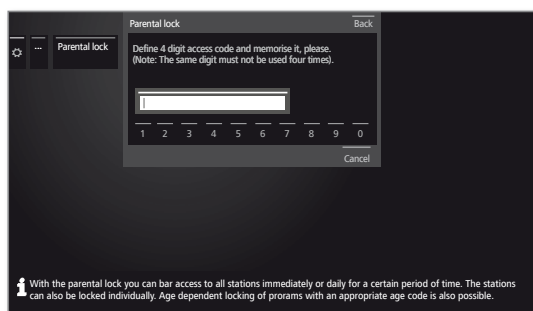 Parental lock Back
... Parental lock
Define 4 digit access code and memorise it, please.
(Note: The same digit must not be used four times).
1 2 3 4 5 6 7 8 9 0
Cancel
With the parental lock you can bar access to all stations immediately or daily for a certain period of time. The stations
can also be locked individually. Age dependent locking of prorams with an appropriate age code is also possible.